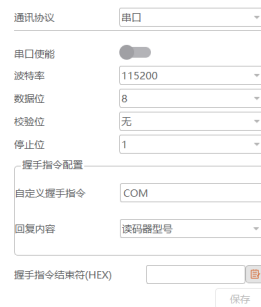 通讯协议 串口
串口使能
波特率 115200
数据位 8
校验位 无
停止位 1
握手指令配置
自定义握手指令 COM
回复内容 读码器型号
握手指令结束符(HEX)
保存